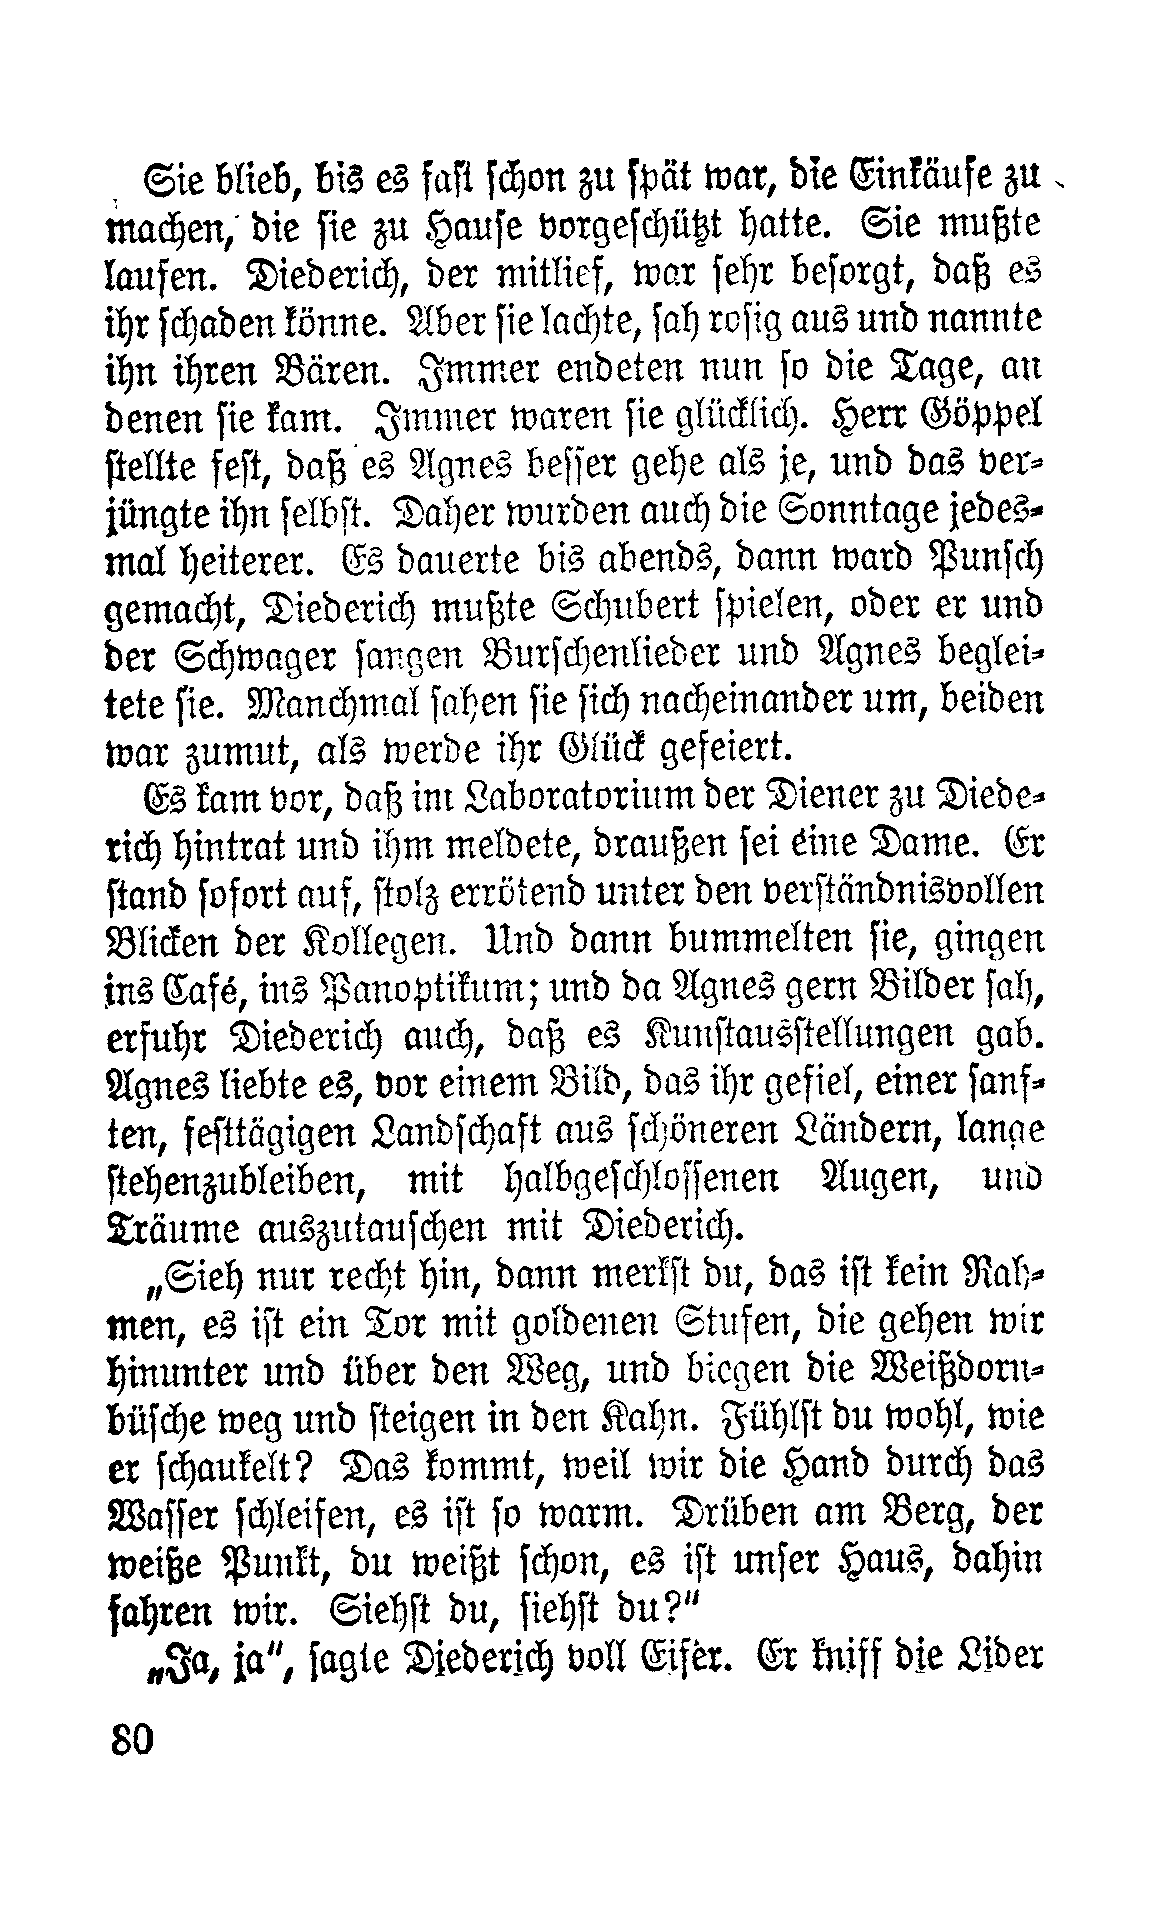 Sie blieb, bis es fast schon zu spät war, die Einkäufe zu
machen, die sie zu Hause vorgeschützt hatte. Sie mußte
laufen. Diederich, der mitlief, war sehr besorgt, daß es
ihr schaden könne. Aber sie lachte, sah rosig aus und nannte
ihn ihren Bären. Immer endeten nun so die Tage, an
denen sie kam. Immer waren sie glücklich. Herr Göppel
stellte fest, daß es Agnes besser gehe als je, und das ver-
jüngte ihn selbst. Daher wurden auch die Sonntage jedes-
mal heiterer. Es dauerte bis abends, dann ward Punsch
gemacht, Diederich mußte Schubert spielen, oder er und
der Schwager sangen Burschenlieder und Agnes beglei-
tete sie. Manchmal sahen sie sich nacheinander um, beiden
war zumut, als werde ihr Glück gefeiert.
Es kam vor, daß im Laboratorium der Diener zu Diede-
rich hintrat und ihm meldete, draußen sei eine Dame. Er
stand sofort auf, stolz errötend unter den verständnisvollen
Blicken der Kollegen. Und dann bummelten sie, gingen
ins Café, ins Panoptikum; und da Agnes gern Bilder sah,
erfuhr Diederich auch, daß es Kunstausstellungen gab.
Agnes liebte es, vor einem Bild, das ihr gefiel, einer sanf-
ten, festtägigen Landschaft aus schöneren Ländern, lange
stehenzubleiben, mit halbgeschlossenen Augen, und
Träume auszutauschen mit Diederich.
„Sieh nur recht hin, dann merkst du, das ist kein Rah-
men, es ist ein Tor mit goldenen Stufen, die gehen wir
hinunter und über den Weg, und biegen die Weißdorn-
büsche weg und steigen in den Kahn. Fühlst du wohl, wie
er schaukelt? Das kommt, weil wir die Hand durch das
Wasser schleifen, es ist so warm. Drüben am Berg, der
weiße Punkt, du weißt schon, es ist unser Haus, dahin
fahren wir. Siehst du, siehst du?"
„Ja, ja", sagte Diederich voll Eifer. Er kniff die Lider
80